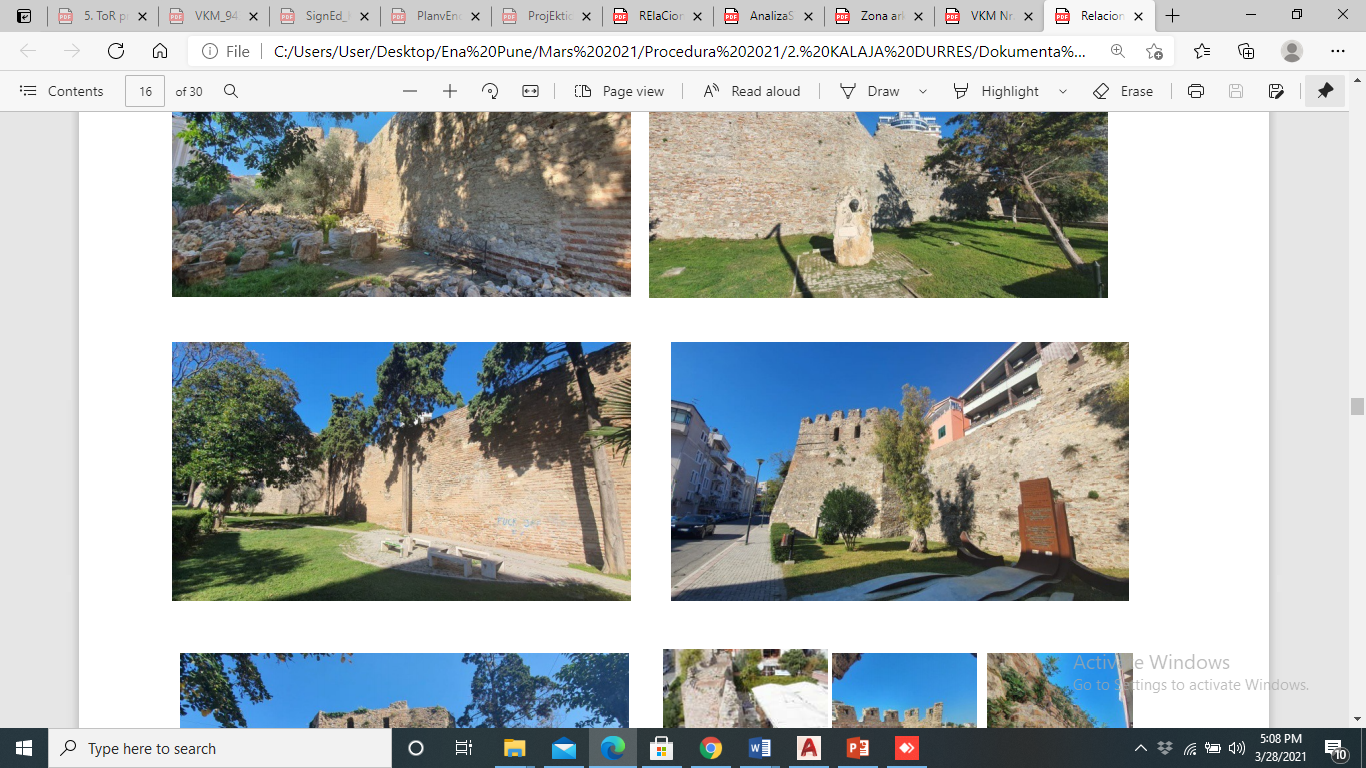 5. ToR p
VKM_94
SignEd_
PlanvEn
ProjEktio
RElaCion
AnalizaS
Zona ark
VKM Nr.
Relacion
File
C:/Users/User/Desktop/Ena%20Pune/Mars%202021/Procedura%202021/2.%20KALAJA%20DURRES/Dokumenta%...
Contents
16
of 30
Page view
Read aloud
Draw
Highlight
Erase
Activate Windows
Go to Settings to activate Windows.
Type here to search
5:08 PM
3/28/2021
10